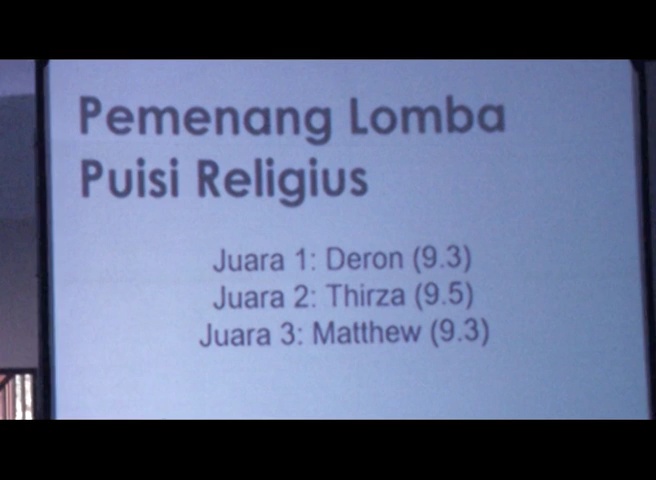 Pemenang Lomba
Puisi Religius
Juara 1: Deron (9.3)
Juara 2: Thirza (9.5)
Juara 3: Matthew (9.3)